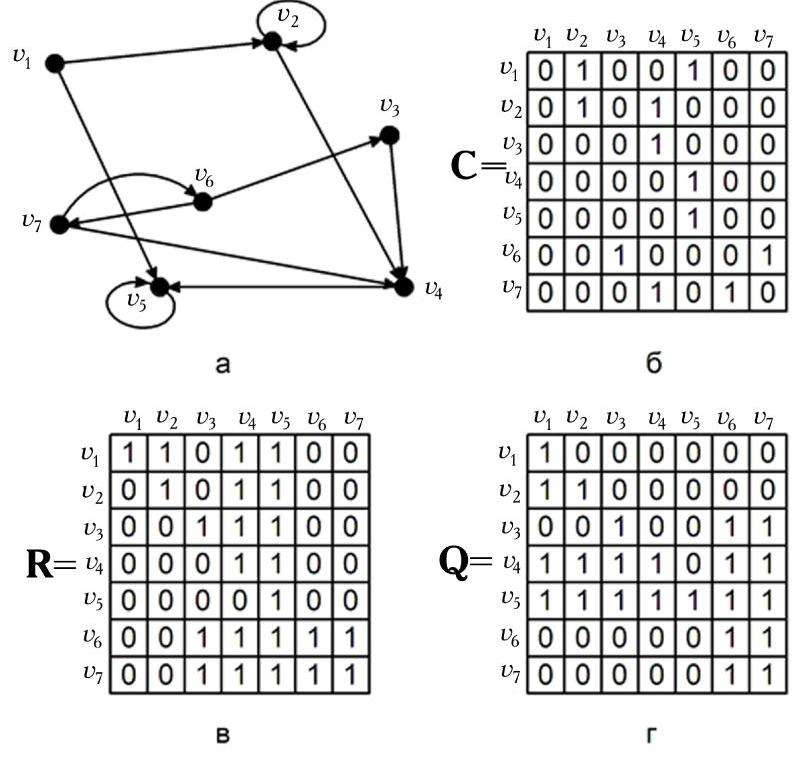 v2
v1
v3
v6
v7
v5
v4
а
v1 v2 v3 v4 v5 v6 v7
v1 0 1 0 0 1 0 0
v2 0 1 0 1 0 0 0
v3 0 0 0 1 0 0 0
C= v4 0 0 0 0 1 0 0
v5 0 0 0 0 1 0 0
v6 0 0 1 0 0 0 1
v7 0 0 0 1 0 1 0
б
v1 v2 v3 v4 v5 v6 v7
v1 1 1 0 1 1 0 0
v2 0 1 0 1 1 0 0
v3 0 0 1 1 1 0 0
R= v4 0 0 0 1 1 0 0
v5 0 0 0 0 1 0 0
v6 0 0 1 1 1 1 1
v7 0 0 1 1 1 1 1
в
v1 v2 v3 v4 v5 v6 v7
v1 1 0 0 0 0 0 0
v2 1 1 0 0 0 0 0
v3 0 0 1 0 0 1 1
Q= v4 1 1 1 1 0 1 1
v5 1 1 1 1 1 1 1
v6 0 0 0 0 0 1 1
v7 0 0 0 0 0 1 1
г